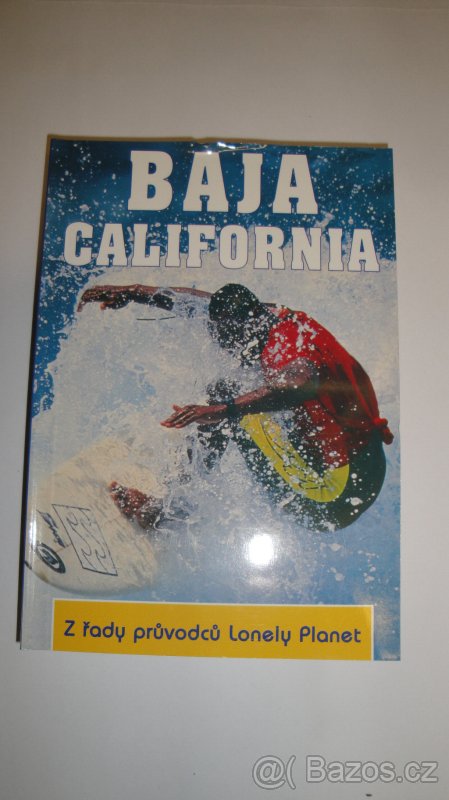 BAJA
CALIFORNIA
Z řady průvodců Lonely Planet
@( Bazos.cz